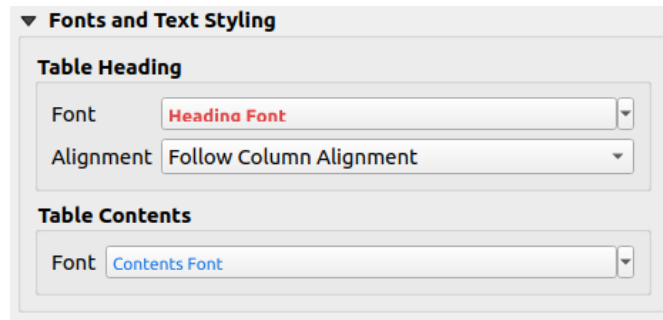 Fonts and Text Styling
Table Heading
Font Heading Font
Alignment Follow Column Alignment
Table Contents
Font Contents Font